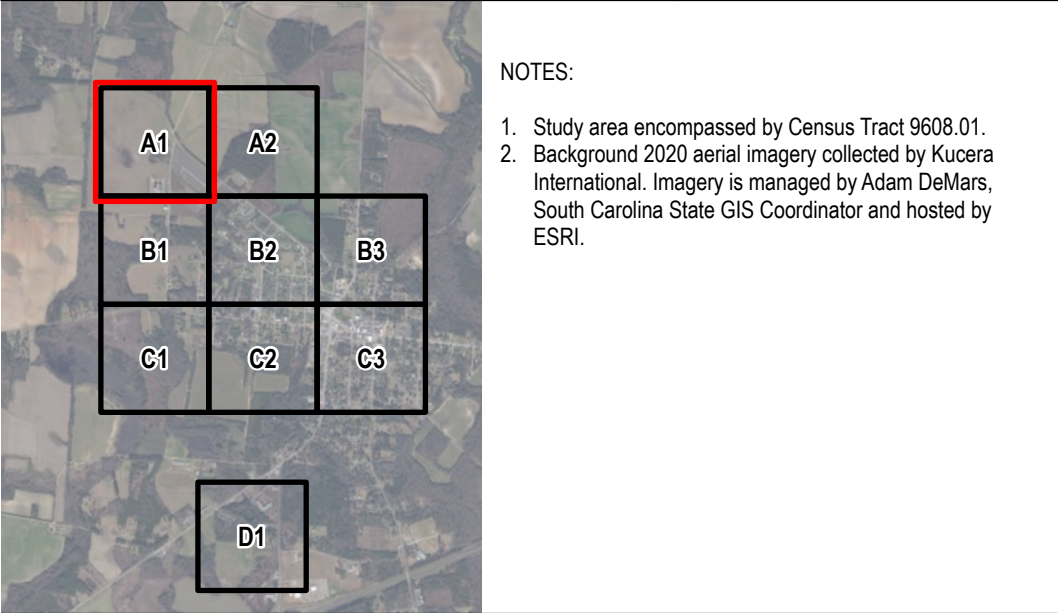 A1 A2
B1 B2 B3
C1 C2 C3
D1
NOTES:
1. Study area encompassed by Census Tract 9608.01.
2. Background 2020 aerial imagery collected by Kucera
International. Imagery is managed by Adam DeMars,
South Carolina State GIS Coordinator and hosted by
ESRI.